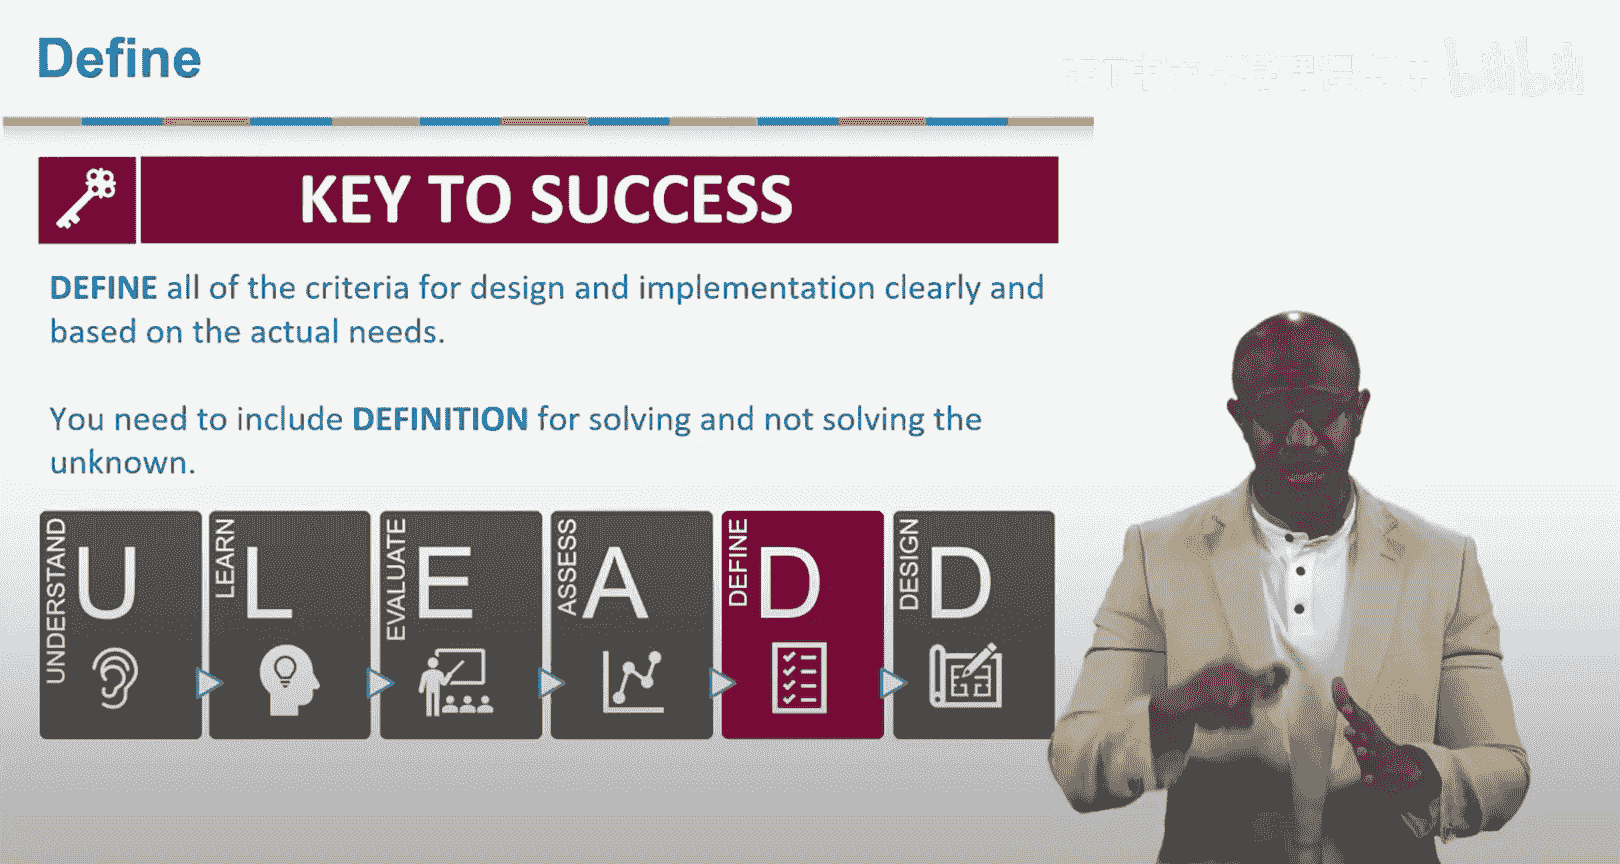 Define
KEY TO SUCCESS
DEFINE all of the criteria for design and implementation clearly and
based on the actual needs.
You need to include DEFINITION for solving and not solving the
unknown.
UNDERSTAND
U
LEARN
L
EVALUATE
E
ASSESS
A
DEFINE
D
DESIGN
D
bilibili